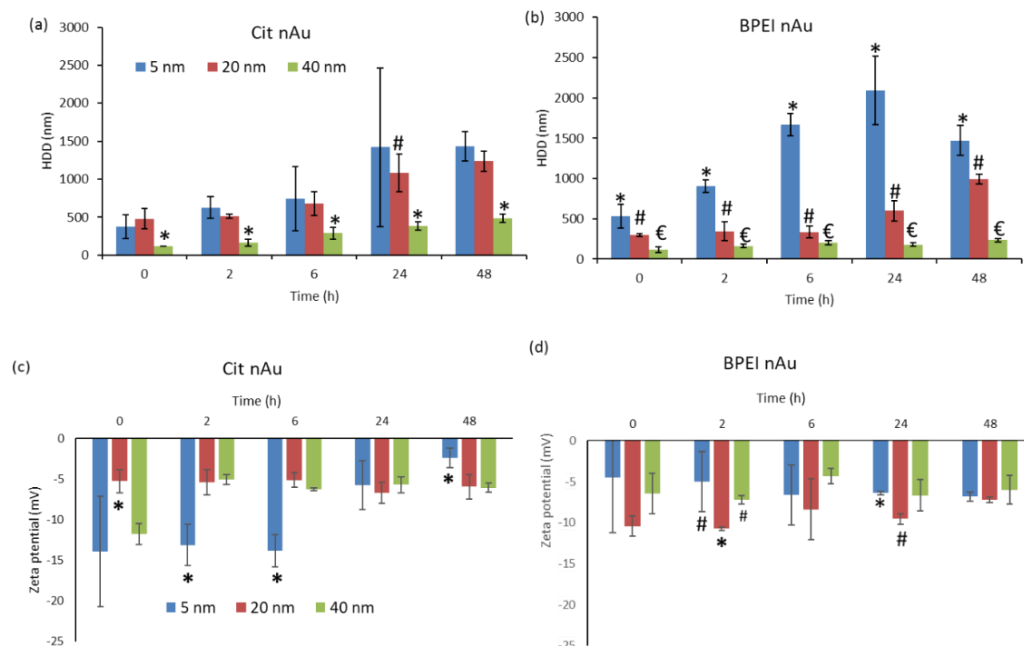 (a)
Cit nAu
5 nm 20 nm 40 nm
3000
2500
2000
1500
1000
500
0
HDD (nm)
# * * * * *
0 2 6 24 48
Time (h)
(b)
BPEI nAu
3000
2500
2000
1500
1000
500
0
HDD (nm)
* # € * # € * # € * # € * # €
0 2 6 24 48
Time (h)
(c)
Cit nAu
Time (h)
0 2 6 24 48
0
-5
-10
-15
-20
-25
Zeta ptential (mV)
* * * *
5 nm 20 nm 40 nm
(d)
BPEI nAu
Time (h)
0 2 6 24 48
0
-5
-10
-15
-20
-25
Zeta potential (mV)
# * # * #